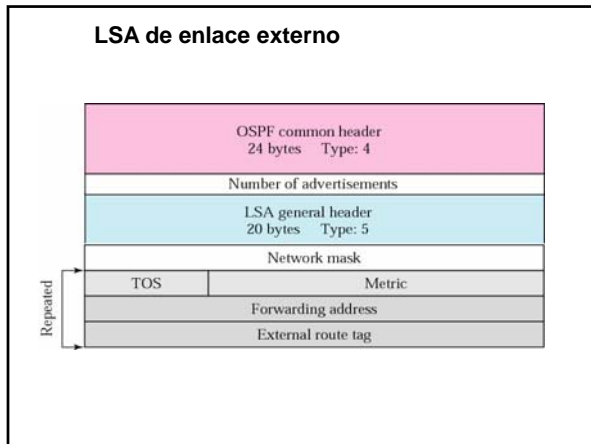 LSA de enlace externo
OSPF common header
24 bytes Type: 4
Number of advertisements
LSA general header
20 bytes Type: 5
Network mask
Repeated
TOS Metric
Forwarding address
External route tag